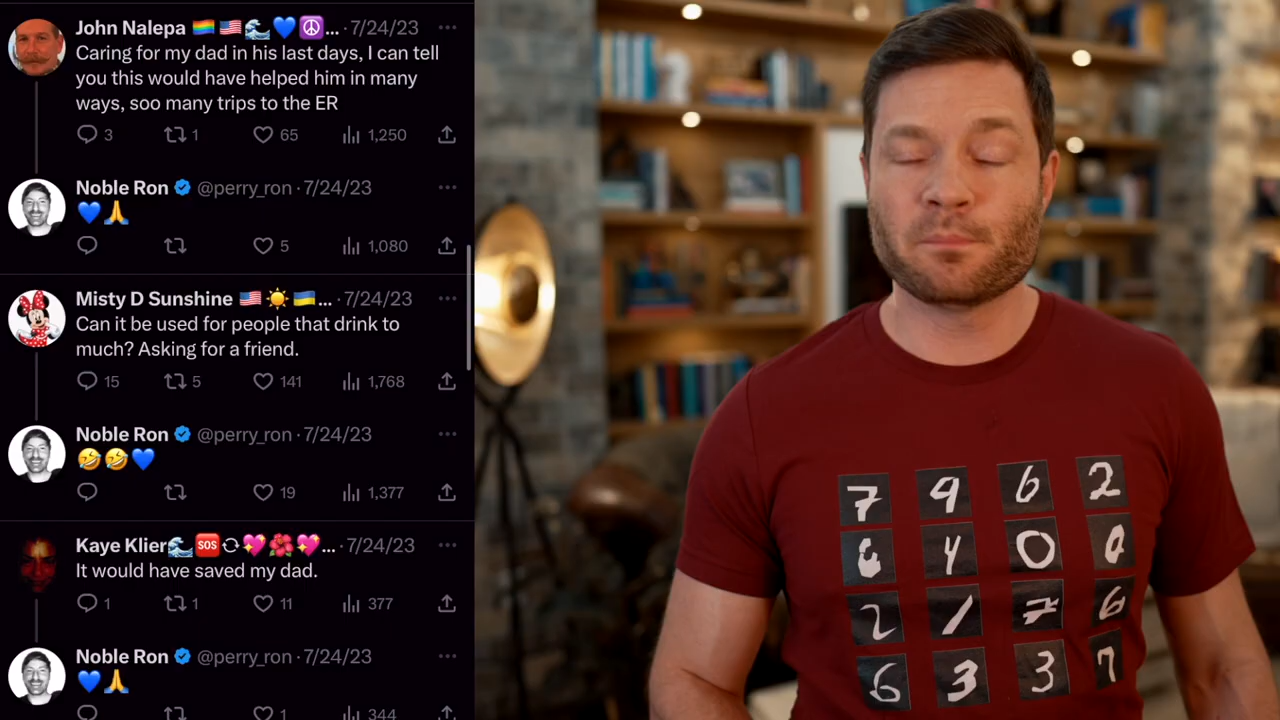 John Nalepa 🏳️‍🌈 🇺🇸 🌊 💙 ☮️... · 7/24/23
Caring for my dad in his last days, I can tell
you this would have helped him in many
ways, soo many trips to the ER
3 1 65 1,250
Noble Ron @perry_ron · 7/24/23
💙🙏
5 1,080
Misty D Sunshine 🇺🇸 ☀️ 🇺🇦... · 7/24/23
Can it be used for people that drink to
much? Asking for a friend.
15 5 141 1,768
Noble Ron @perry_ron · 7/24/23
🤣🤣💙
19 1,377
Kaye Klier🌊 🆘 💖🌺💖... · 7/24/23
It would have saved my dad.
1 1 11 377
Noble Ron @perry_ron · 7/24/23
💙🙏
1 344
7 9 6 2
6 4 0 0
2 1 7 6
6 3 3 7